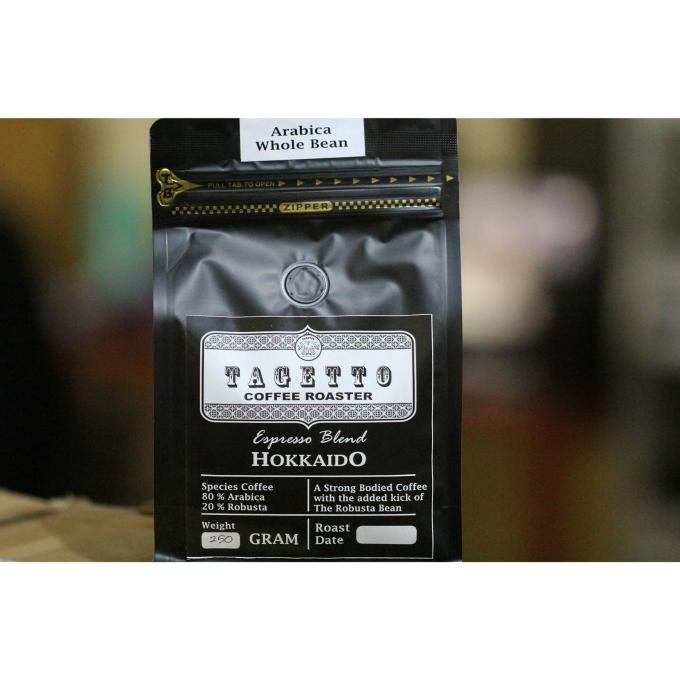 Arabica
Whole Bean
PULL TAB TO OPEN
ZIPPER
TAGETTO
COFFEE ROASTER
Espresso Blend
HOKKAIDO
Species Coffee
80 % Arabica
20 % Robusta
A Strong Bodied Coffee
with the added kick of
The Robusta Bean
Weight
250 GRAM
Roast
Date